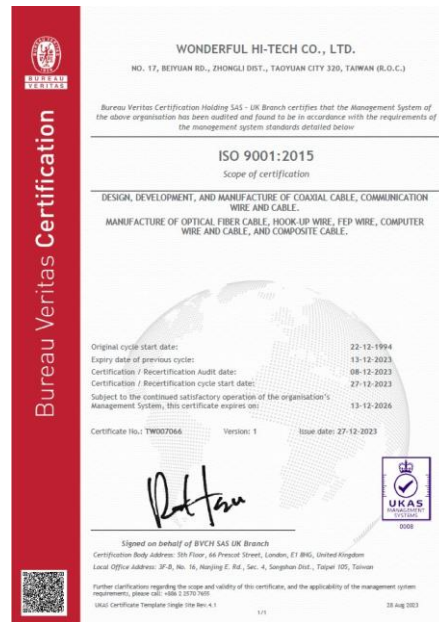 BUREAU
VERITAS
Bureau Veritas Certification
WONDERFUL HI-TECH CO., LTD.
NO. 17, BEIYUAN RD., ZHONGLI DIST., TAOYUAN CITY 320, TAIWAN (R.O.C.)
Bureau Veritas Certification Holding SAS - UK Branch certifies that the Management System of
the above organisation has been audited and found to be in accordance with the requirements of
the management system standards detailed below
ISO 9001:2015
Scope of certification
DESIGN, DEVELOPMENT, AND MANUFACTURE OF COAXIAL CABLE, COMMUNICATION
WIRE AND CABLE.
MANUFACTURE OF OPTICAL FIBER CABLE, HOOK-UP WIRE, FEP WIRE, COMPUTER
WIRE AND CABLE, AND COMPOSITE CABLE.
Original cycle start date: 22-12-1994
Expiry date of previous cycle: 13-12-2023
Certification / Recertification Audit date: 08-12-2023
Certification / Recertification cycle start date: 27-12-2023
Subject to the continued satisfactory operation of the organisation's
Management System, this certificate expires on: 13-12-2026
Certificate No.: TW007066 Version: 1 Issue date: 27-12-2023
UKAS
MANAGEMENT
SYSTEMS
0008
Signed on behalf of BVCH SAS UK Branch
Certification Body Address: 5th Floor, 66 Prescot Street, London, E1 8HG, United Kingdom
Local Office Address: 3F-B, No. 16, Nanjing E. Rd., Sec. 4, Songshan Dist., Taipei 105, Taiwan
Further clarifications regarding the scope and validity of this certificate, and the applicability of the management system
requirements, please call: +886 2 2570 7655
UKAS Certificate Template Single Site Rev.4.1 28 Aug 2023
1/1